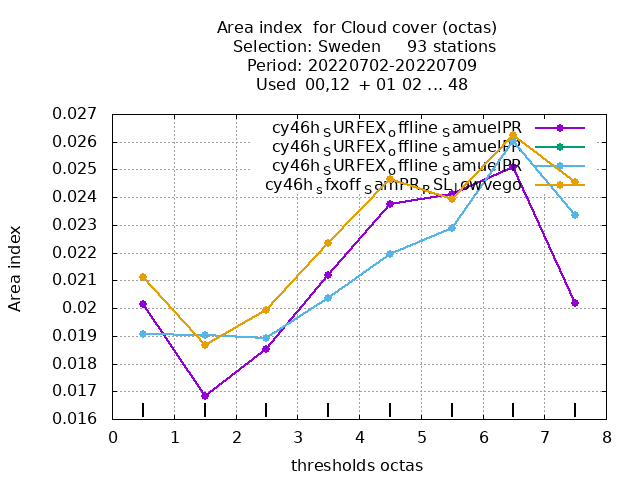 Area index  for Cloud cover (octas)
Selection: Sweden     93 stations
Period: 20220702-20220709
Used  00,12  + 01 02 ... 48
0.027
0.026
0.025
0.024
0.023
0.022
0.021
0.02
0.019
0.018
0.017
0.016
Area index
cy46h_SURFEX_offline_SamuelPR
cy46h_SURFEX_offline_SamuelPR
cy46h_SURFEX_offline_SamuelPR
cy46h_sfxoff_SamPR_RSL_lowvego
0 1 2 3 4 5 6 7 8
thresholds octas